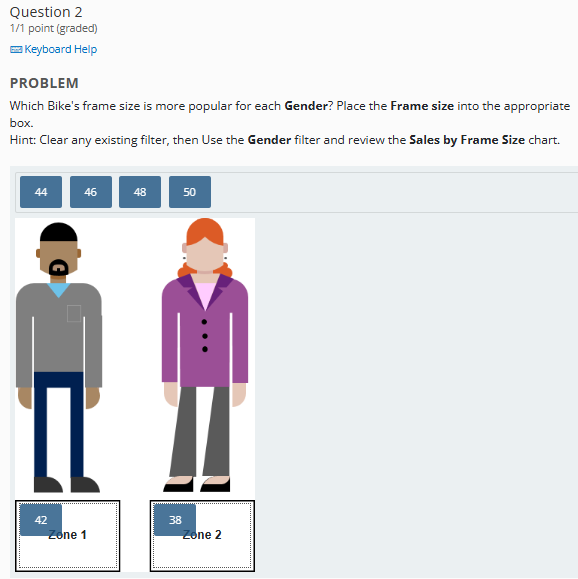 Question 2
1/1 point (graded)
Keyboard Help
PROBLEM
Which Bike's frame size is more popular for each Gender? Place the Frame size into the appropriate
box.
Hint: Clear any existing filter, then Use the Gender filter and review the Sales by Frame Size chart.
44 46 48 50
42 38
Zone 1 Zone 2